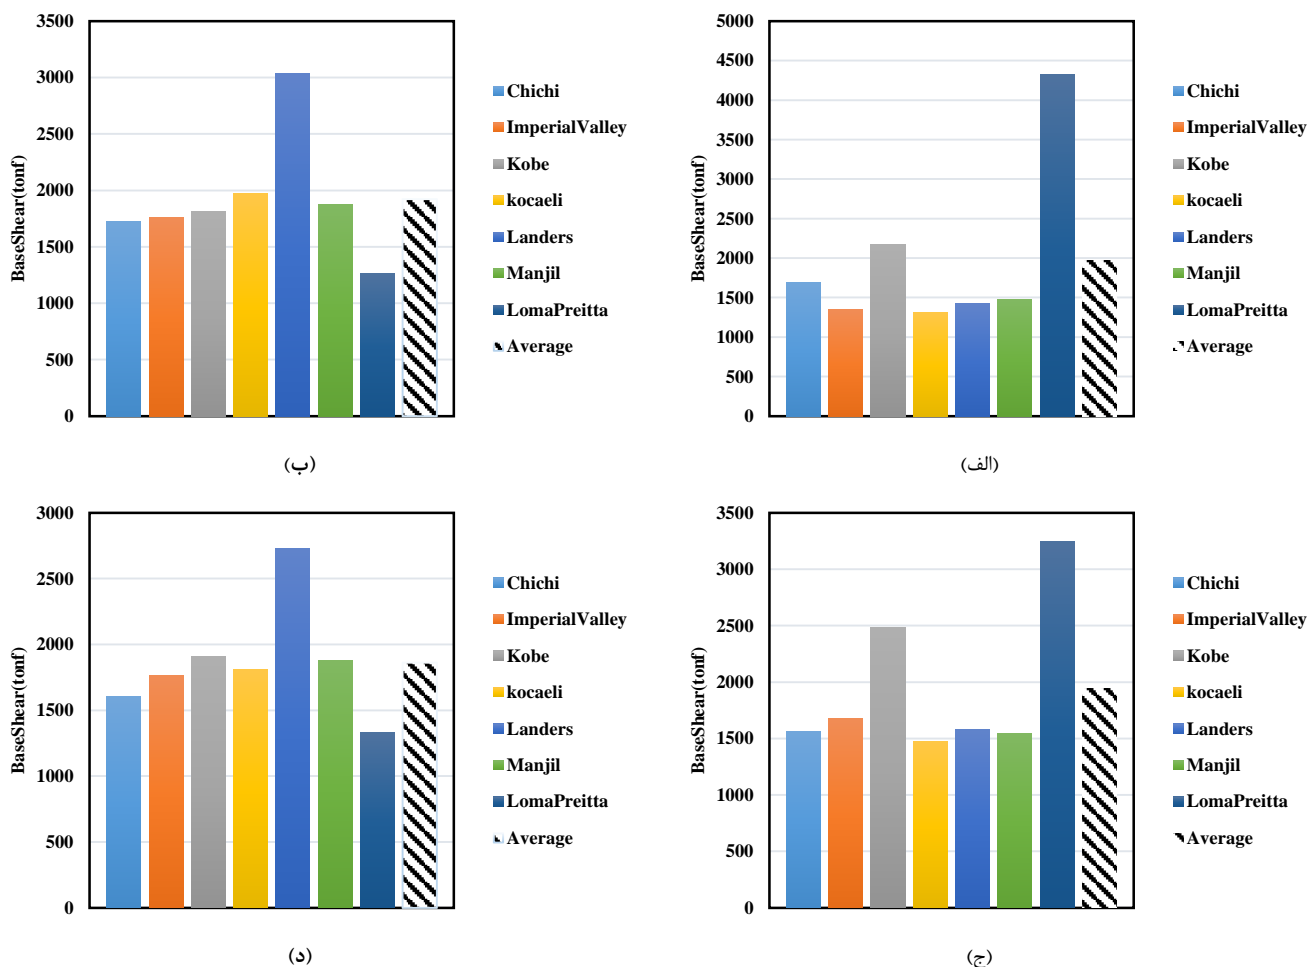 3500
3000
2500
2000
1500
1000
500
0
BaseShear(tonf)
Chichi
ImperialValley
Kobe
kocaeli
Landers
Manjil
LomaPreitta
Average
(ب)
5000
4500
4000
3500
3000
2500
2000
1500
1000
500
0
BaseShear(tonf)
Chichi
ImperialValley
Kobe
kocaeli
Landers
Manjil
LomaPreitta
Average
(الف)
3000
2500
2000
1500
1000
500
0
BaseShear(tonf)
Chichi
ImperialValley
Kobe
kocaeli
Landers
Manjil
LomaPreitta
Average
(د)
3500
3000
2500
2000
1500
1000
500
0
BaseShear(tonf)
Chichi
ImperialValley
Kobe
kocaeli
Landers
Manjil
LomaPreitta
Average
(ج)